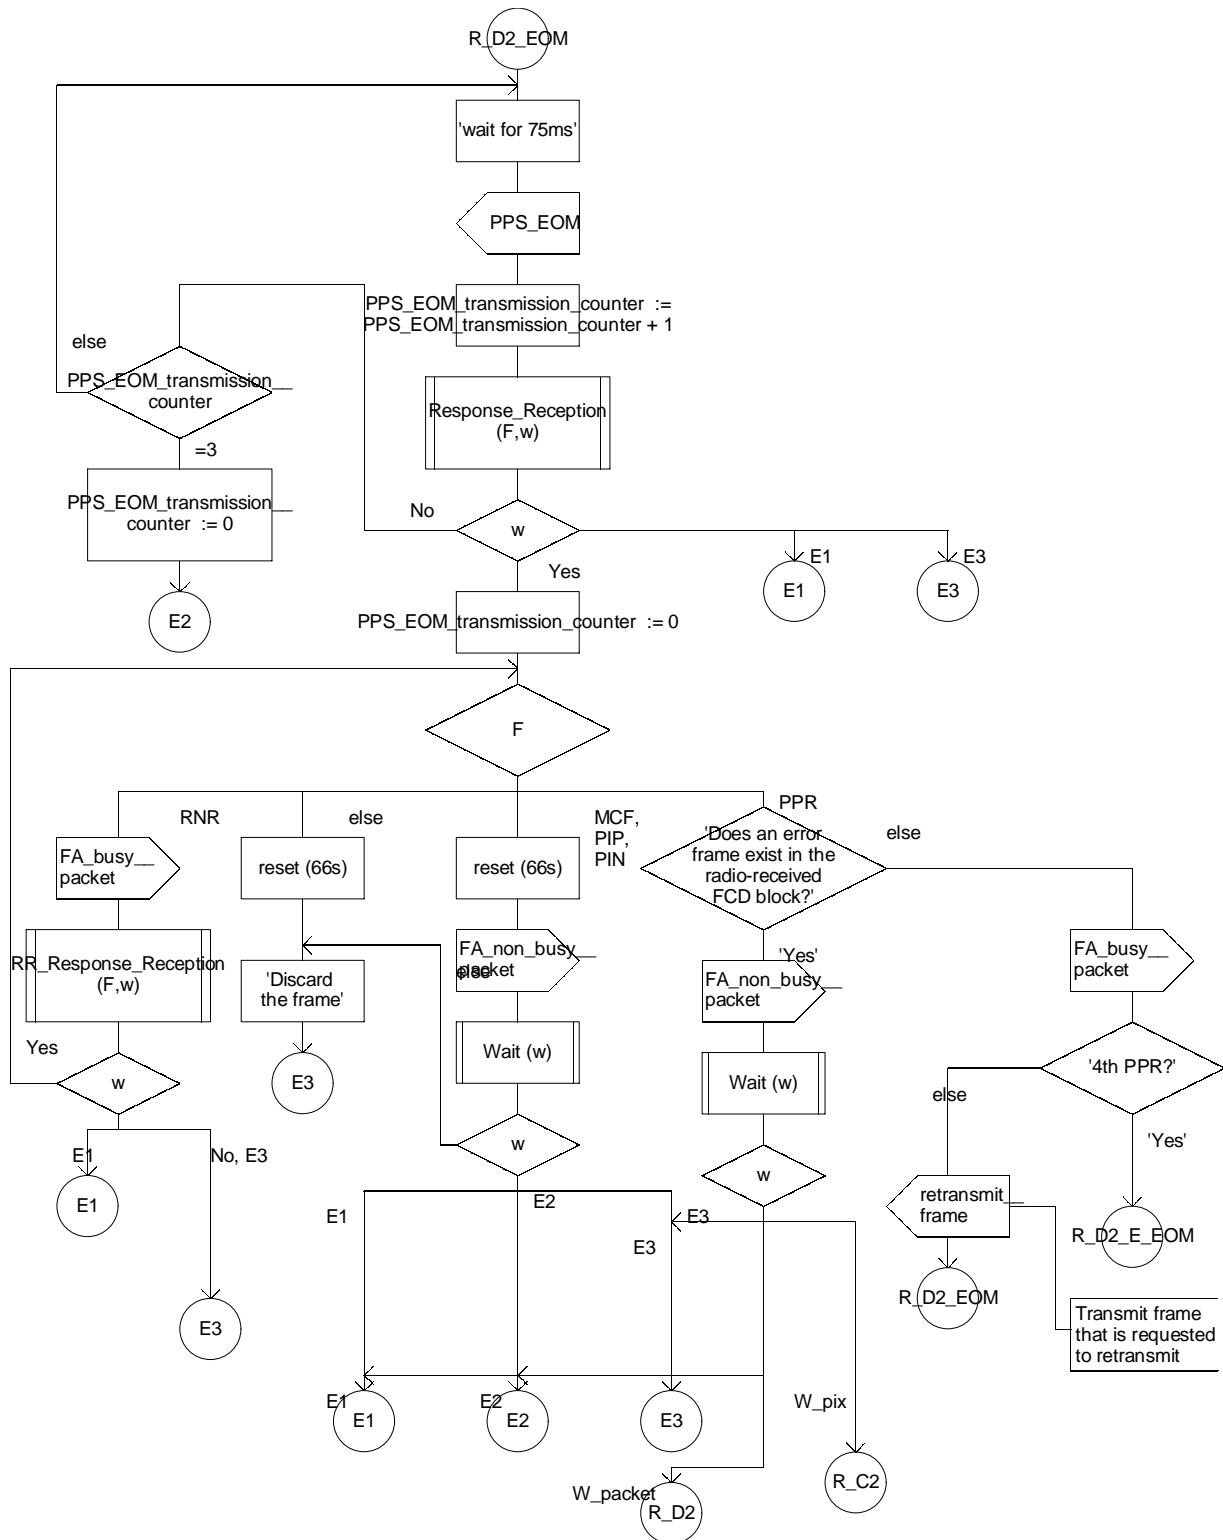 R_D2_EOM
'wait for 75ms'
PPS_EOM
PPS_EOM_transmission_counter :=
PPS_EOM_transmission_counter + 1
else
PPS_EOM_transmission__
counter
=3
Response_Reception
(F,w)
PPS_EOM_transmission__
counter := 0
No
w
Yes
E1
E3
E1
E3
E2
PPS_EOM_transmission_counter := 0
F
RNR
else
MCF,
PIP,
PIN
PPR
'Does an error
frame exist in the
radio-received
FCD block?'
else
FA_busy__
packet
reset (66s)
reset (66s)
RR_Response_Reception
(F,w)
'Discard
the frame'
FA_non_busy__
packet
else
'Yes'
FA_non_busy__
packet
FA_busy__
packet
Yes
w
E3
Wait (w)
Wait (w)
'4th PPR?'
else
'Yes'
E1
No, E3
E1
w
w
E1
E2
E3
E3
retransmit__
frame
R_D2_E_EOM
R_D2_EOM
E3
Transmit frame
that is requested
to retransmit
E1
E2
E1
E2
E3
W_pix
R_C2
W_packet
R_D2